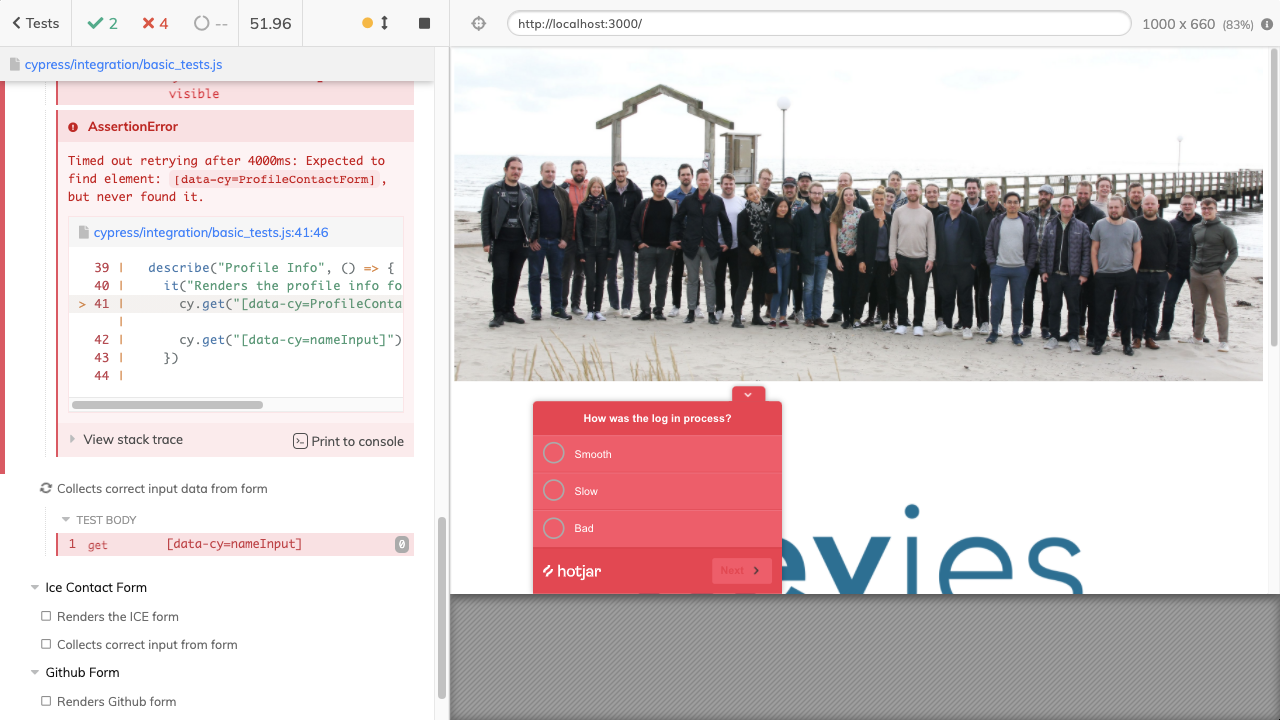 Tests
2
4
--
51.96
http://localhost:3000/
1000 x 660 (83%)
cypress/integration/basic_tests.js
visible
AssertionError
Timed out retrying after 4000ms: Expected to
find element: [data-cy=ProfileContactForm],
but never found it.
cypress/integration/basic_tests.js:41:46
39 | describe("Profile Info", () => {
40 | it("Renders the profile info fo
> 41 | cy.get("[data-cy=ProfileConta
|
42 | cy.get("[data-cy=nameInput]")
43 | })
44 |
View stack trace
Print to console
Collects correct input data from form
TEST BODY
1 get [data-cy=nameInput] 0
Ice Contact Form
Renders the ICE form
Collects correct input from form
Github Form
Renders Github form
How was the log in process?
Smooth
Slow
Bad
hotjar
Next
evies